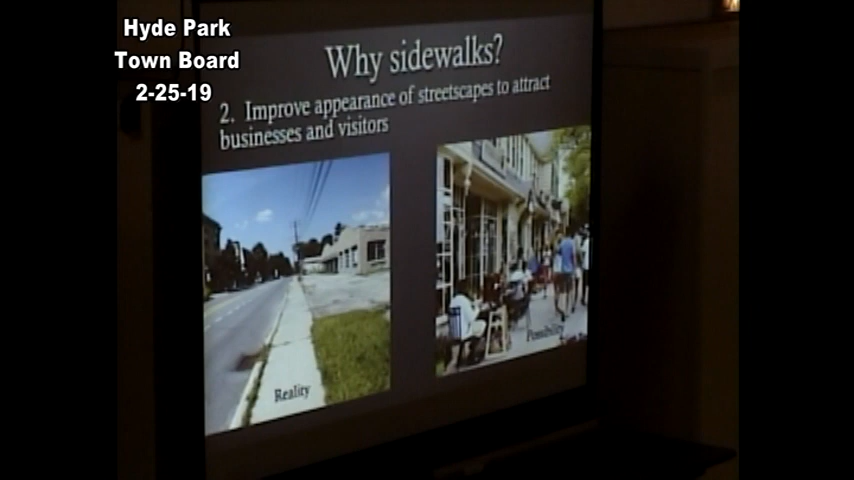 Hyde Park
Town Board
2-25-19
Why sidewalks?
2. Improve appearance of streetscapes to attract
businesses and visitors
Reality
Possibility